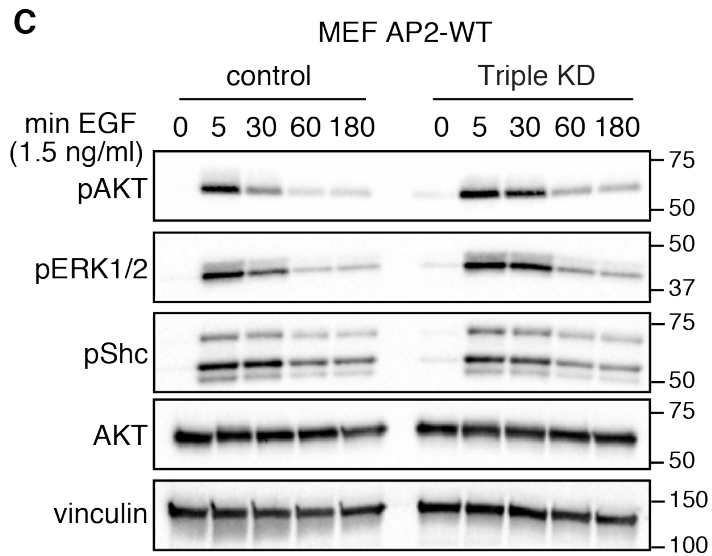 C
MEF AP2-WT
control Triple KD
min EGF 0 5 30 60 180 0 5 30 60 180
(1.5 ng/ml)
pAKT 75
50
pERK1/2 50
37
pShc 75
50
AKT 75
50
vinculin 150
100